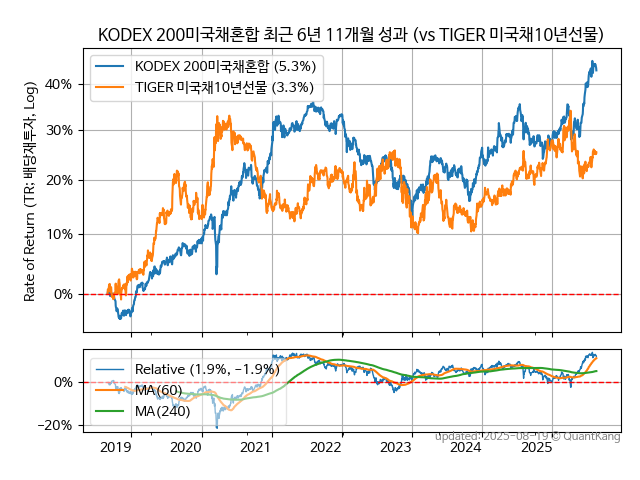 KODEX 200미국채혼합 최근 6년 11개월 성과 (vs TIGER 미국채10년선물)
Rate of Return (TR: 배당재투자, Log)
KODEX 200미국채혼합 (5.3%)
TIGER 미국채10년선물 (3.3%)
40%
30%
20%
10%
0%
Relative (1.9%, −1.9%)
MA(60)
MA(240)
0%
−20%
2019 2020 2021 2022 2023 2024 2025
updated: 2025-08-19 © QuantKang